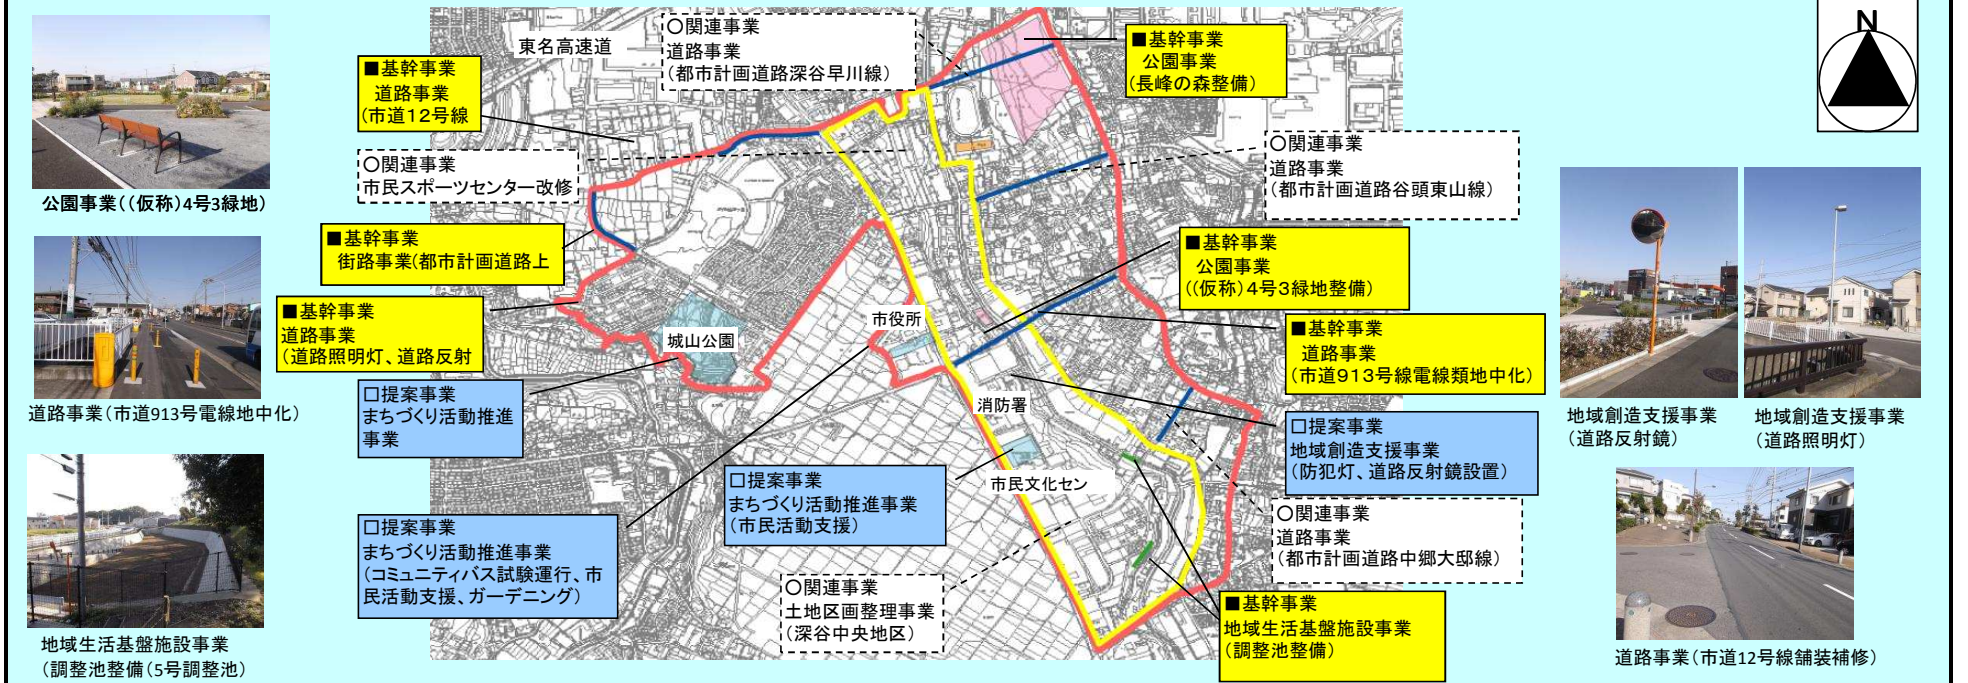 公園事業((仮称)4号3緑地)
道路事業(市道913号電線地中化)
地域生活基盤施設事業
(調整池整備(5号調整池)
■基幹事業
道路事業
(市道12号線
○関連事業
市民スポーツセンター改修
■基幹事業
街路事業(都市計画道路上
■基幹事業
道路事業
(道路照明灯、道路反射
□提案事業
まちづくり活動推進
事業
□提案事業
まちづくり活動推進事業
(コミュニティバス試験運行、市
民活動支援、ガーデニング)
東名高速道
○関連事業
道路事業
(都市計画道路深谷早川線)
城山公園
市役所
消防署
市民文化セン
□提案事業
まちづくり活動推進事業
(市民活動支援)
○関連事業
土地区画整理事業
(深谷中央地区)
■基幹事業
公園事業
(長峰の森整備)
○関連事業
道路事業
(都市計画道路谷頭東山線)
■基幹事業
公園事業
((仮称)4号3緑地整備)
■基幹事業
道路事業
(市道913号線電線類地中化)
□提案事業
地域創造支援事業
(防犯灯、道路反射鏡設置)
○関連事業
道路事業
(都市計画道路中郷大邸線)
■基幹事業
地域生活基盤施設事業
(調整池整備)
N
地域創造支援事業
(道路反射鏡)
地域創造支援事業
(道路照明灯)
道路事業(市道12号線舗装補修)